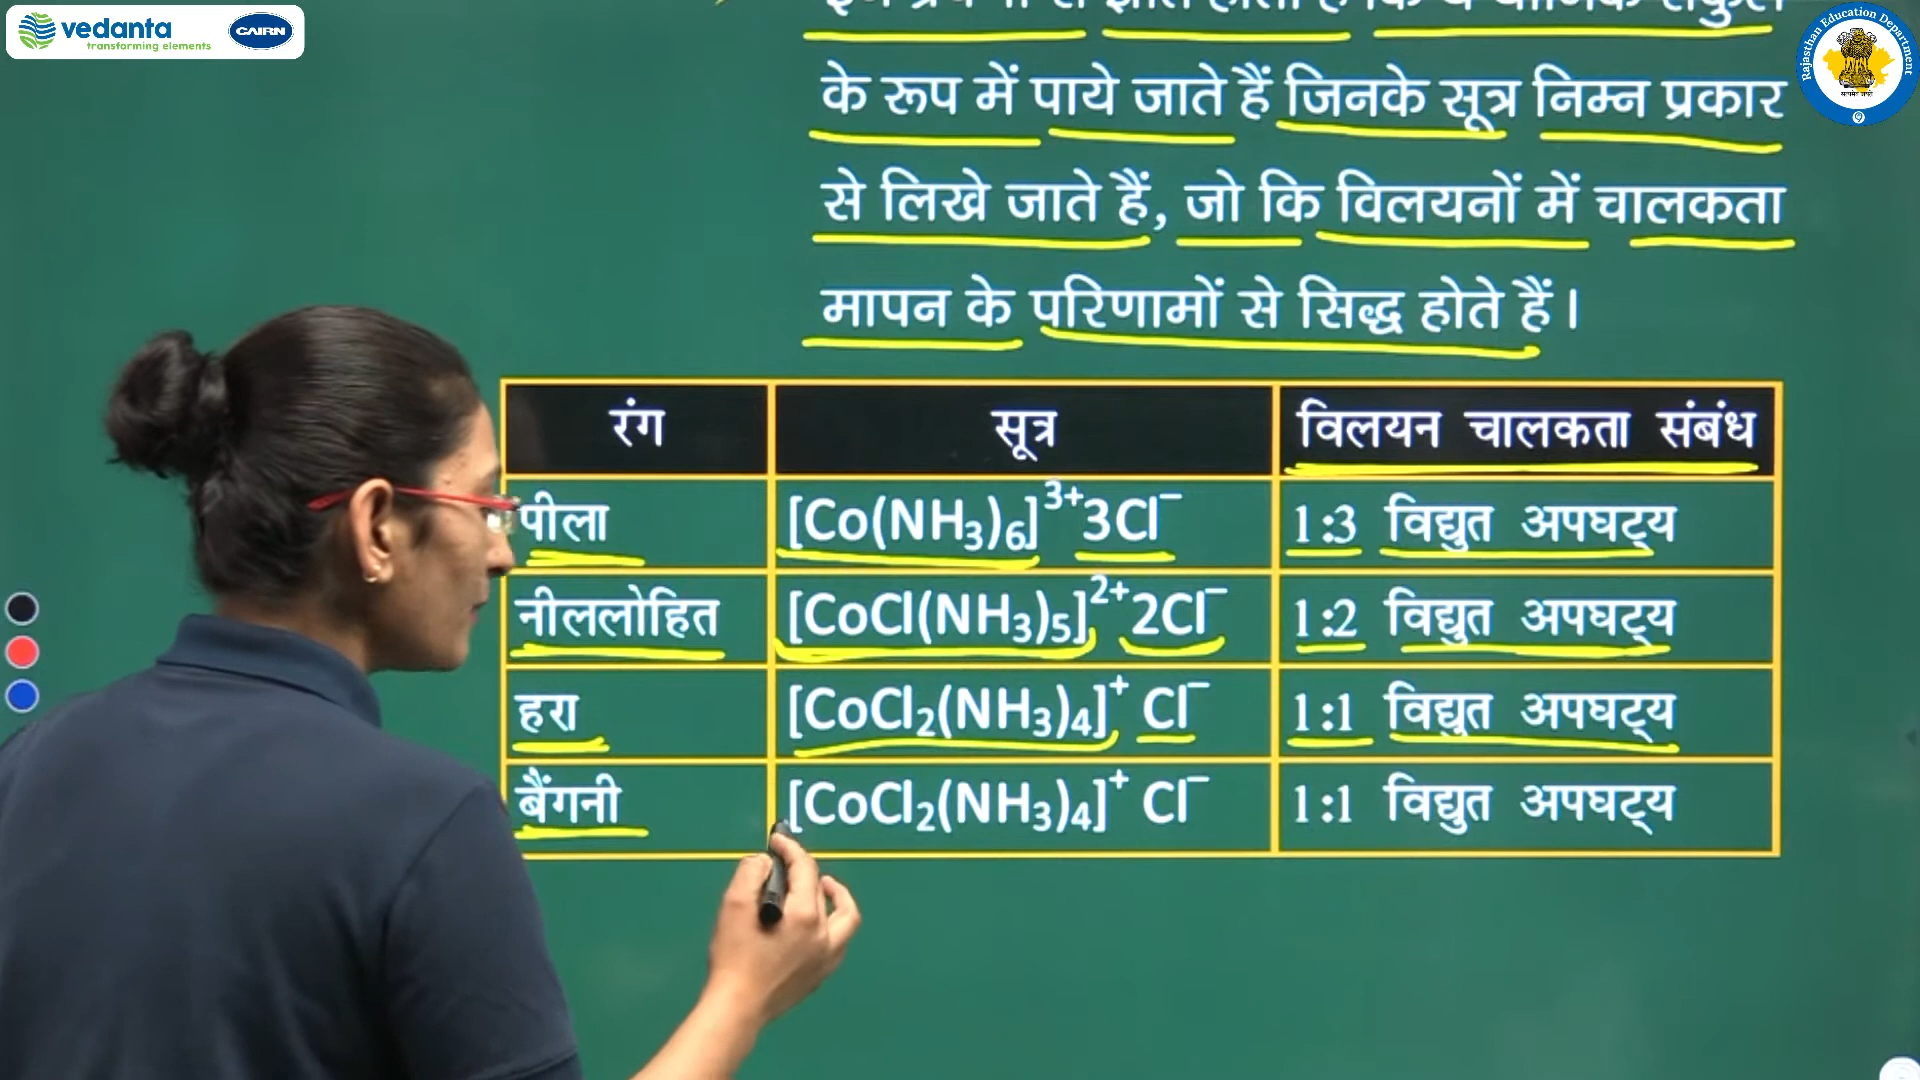 vedanta
transforming elements
CAIRN
Rajasthan Education Department
के रूप में पाये जाते हैं जिनके सूत्र निम्न प्रकार
से लिखे जाते हैं, जो कि विलयनों में चालकता
मापन के परिणामों से सिद्ध होते हैं।
रंग सूत्र विलयन चालकता संबंध
पीला [Co(NH₃)₆]³⁺3Cl⁻ 1:3 विद्युत अपघट्य
नीललोहित [CoCl(NH₃)₅]²⁺2Cl⁻ 1:2 विद्युत अपघट्य
हरा [CoCl₂(NH₃)₄]⁺ Cl⁻ 1:1 विद्युत अपघट्य
बैंगनी [CoCl₂(NH₃)₄]⁺ Cl⁻ 1:1 विद्युत अपघट्य